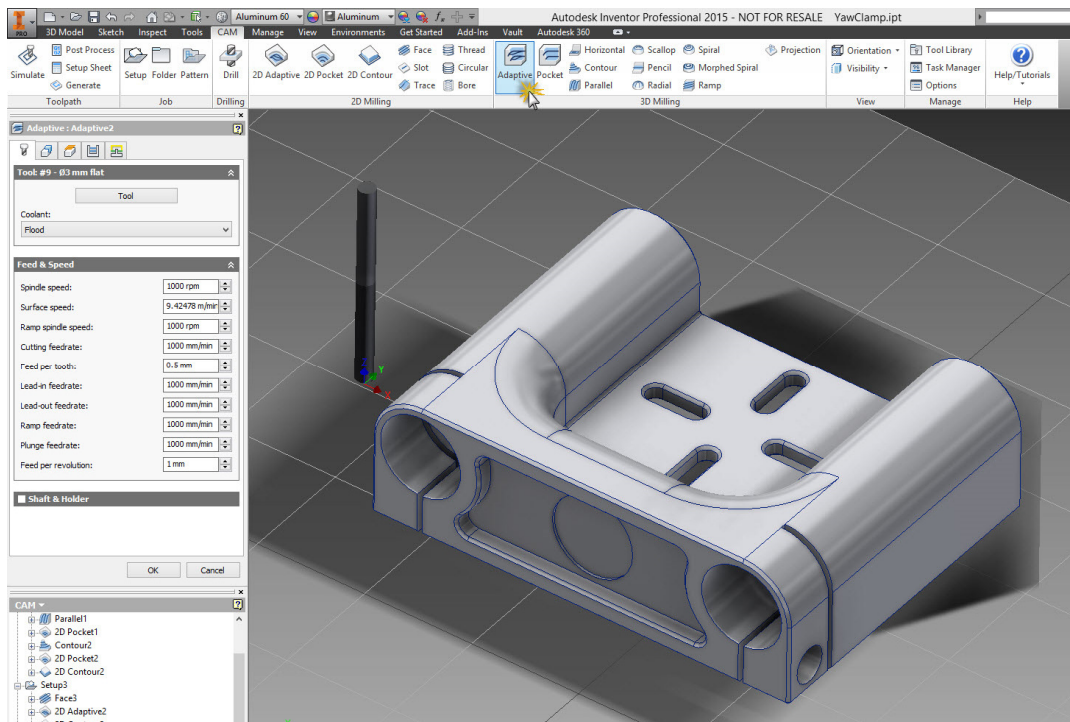 Aluminum 60 Aluminum Autodesk Inventor Professional 2015 - NOT FOR RESALE YawClamp.ipt
PRO 3D Model Sketch Inspect Tools CAM Manage View Environments Get Started Add-Ins Vault Autodesk 360
Simulate Post Process Setup Sheet Generate
Setup Folder Pattern Drill
2D Adaptive 2D Pocket 2D Contour
Face Thread
Slot Circular
Trace Bore
Adaptive Pocket
Horizontal Scallop Spiral Projection
Contour Pencil Morphed Spiral
Parallel Radial Ramp
Orientation
Visibility
Tool Library
Task Manager
Options
Help/Tutorials
Toolpath Job Drilling 2D Milling 3D Milling View Manage Help
Adaptive : Adaptive2
Tool: #9 - Ø3 mm flat
Tool
Coolant:
Flood
Feed & Speed
Spindle speed: 1000 rpm
Surface speed: 9.42478 m/min
Ramp spindle speed: 1000 rpm
Cutting feedrate: 1000 mm/min
Feed per tooth: 0.5 mm
Lead-in feedrate: 1000 mm/min
Lead-out feedrate: 1000 mm/min
Ramp feedrate: 1000 mm/min
Plunge feedrate: 1000 mm/min
Feed per revolution: 1 mm
Shaft & Holder
OK Cancel
CAM
Parallel1
2D Pocket1
Contour2
2D Pocket2
2D Contour2
Setup3
Face3
2D Adaptive2
Z
Y
X